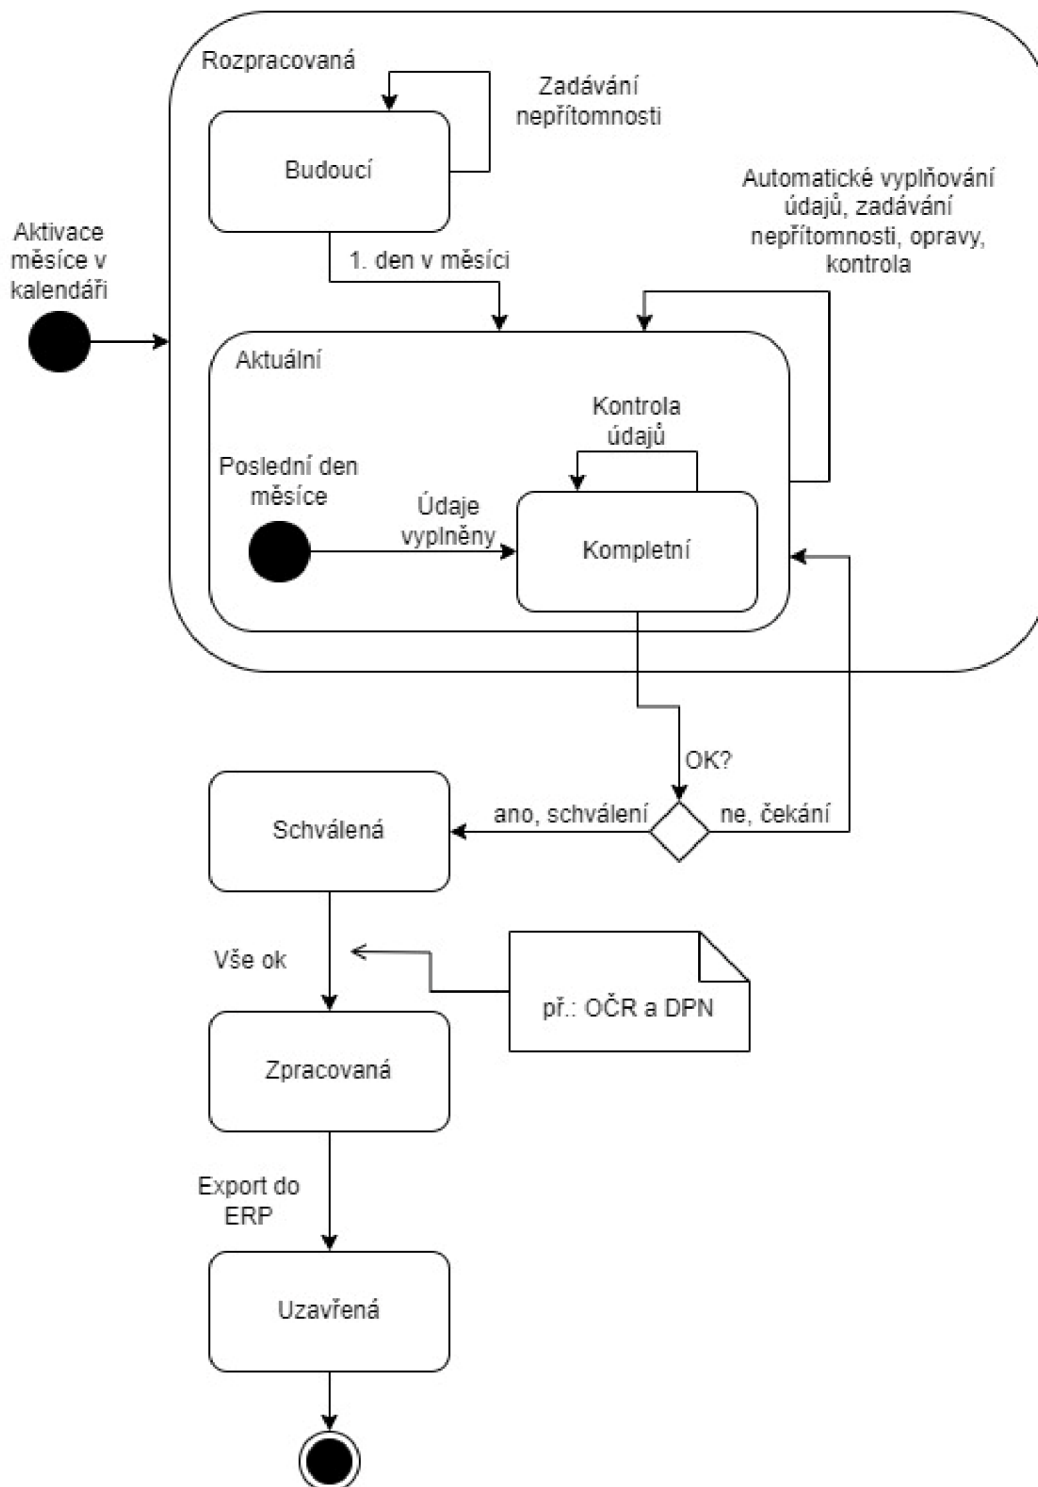 Rozpracovaná
Zadávání
nepřítomnosti
Budoucí
Automatické vyplňování
údajů, zadávání
nepřítomnosti, opravy,
kontrola
Aktivace
měsíce v
kalendáři
1. den v měsíci
Aktuální
Kontrola
údajů
Poslední den
měsíce
Údaje
vyplněny
Kompletní
OK?
ano, schválení
ne, čekání
Schválená
Vše ok
př.: OČR a DPN
Zpracovaná
Export do
ERP
Uzavřená